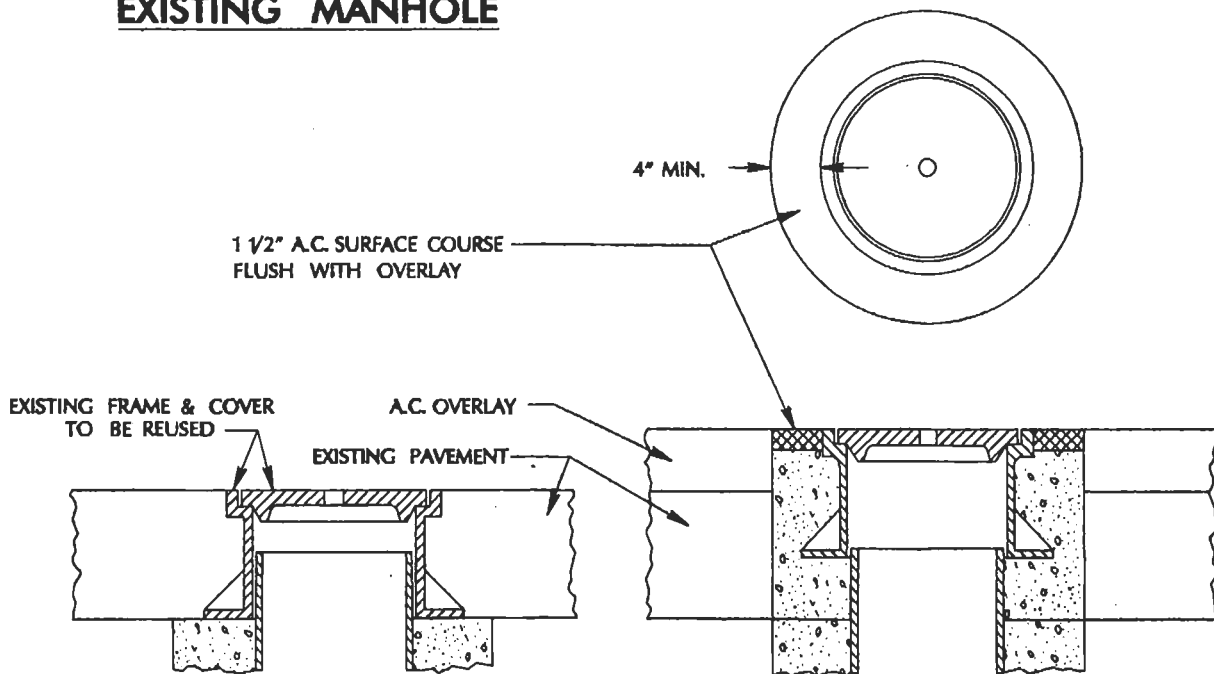 EXISTING MANHOLE
4" MIN.
1 1/2" A.C. SURFACE COURSE
FLUSH WITH OVERLAY
EXISTING FRAME & COVER
TO BE REUSED
A.C. OVERLAY
EXISTING PAVEMENT